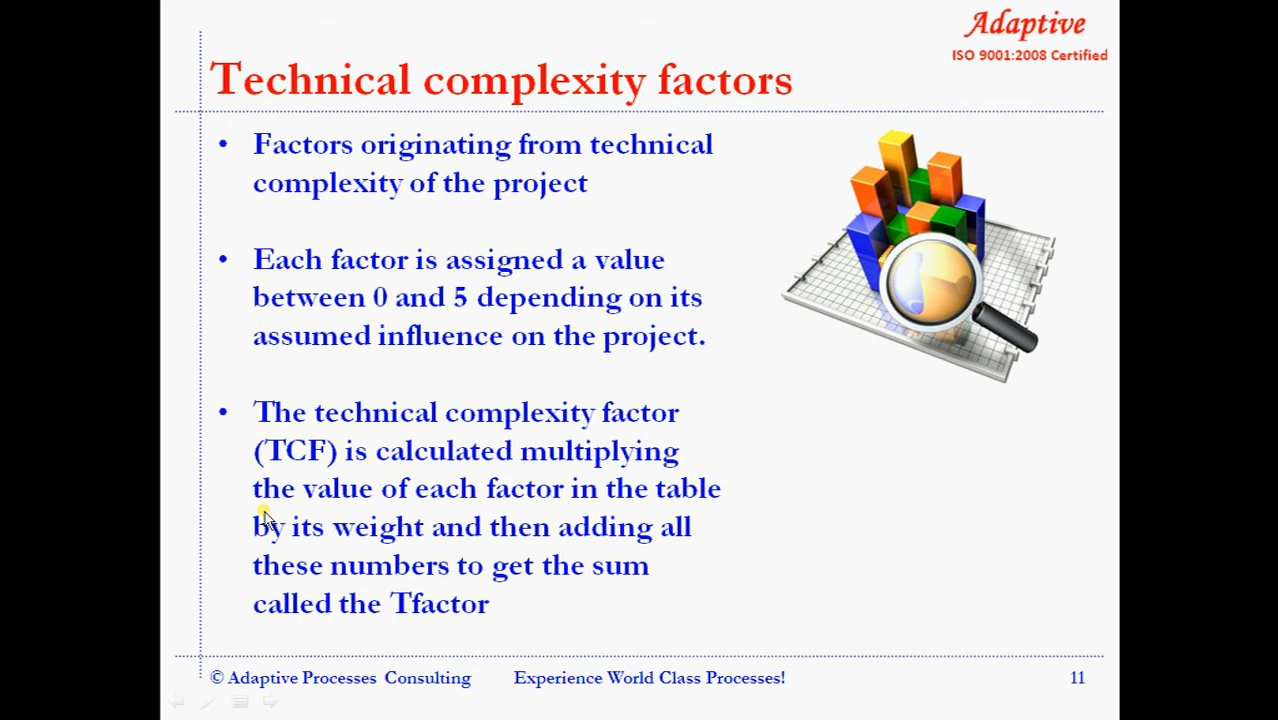 Adaptive
ISO 9001:2008 Certified
Technical complexity factors
• Factors originating from technical
complexity of the project
• Each factor is assigned a value
between 0 and 5 depending on its
assumed influence on the project.
• The technical complexity factor
(TCF) is calculated multiplying
the value of each factor in the table
by its weight and then adding all
these numbers to get the sum
called the Tfactor
© Adaptive Processes Consulting Experience World Class Processes! 11